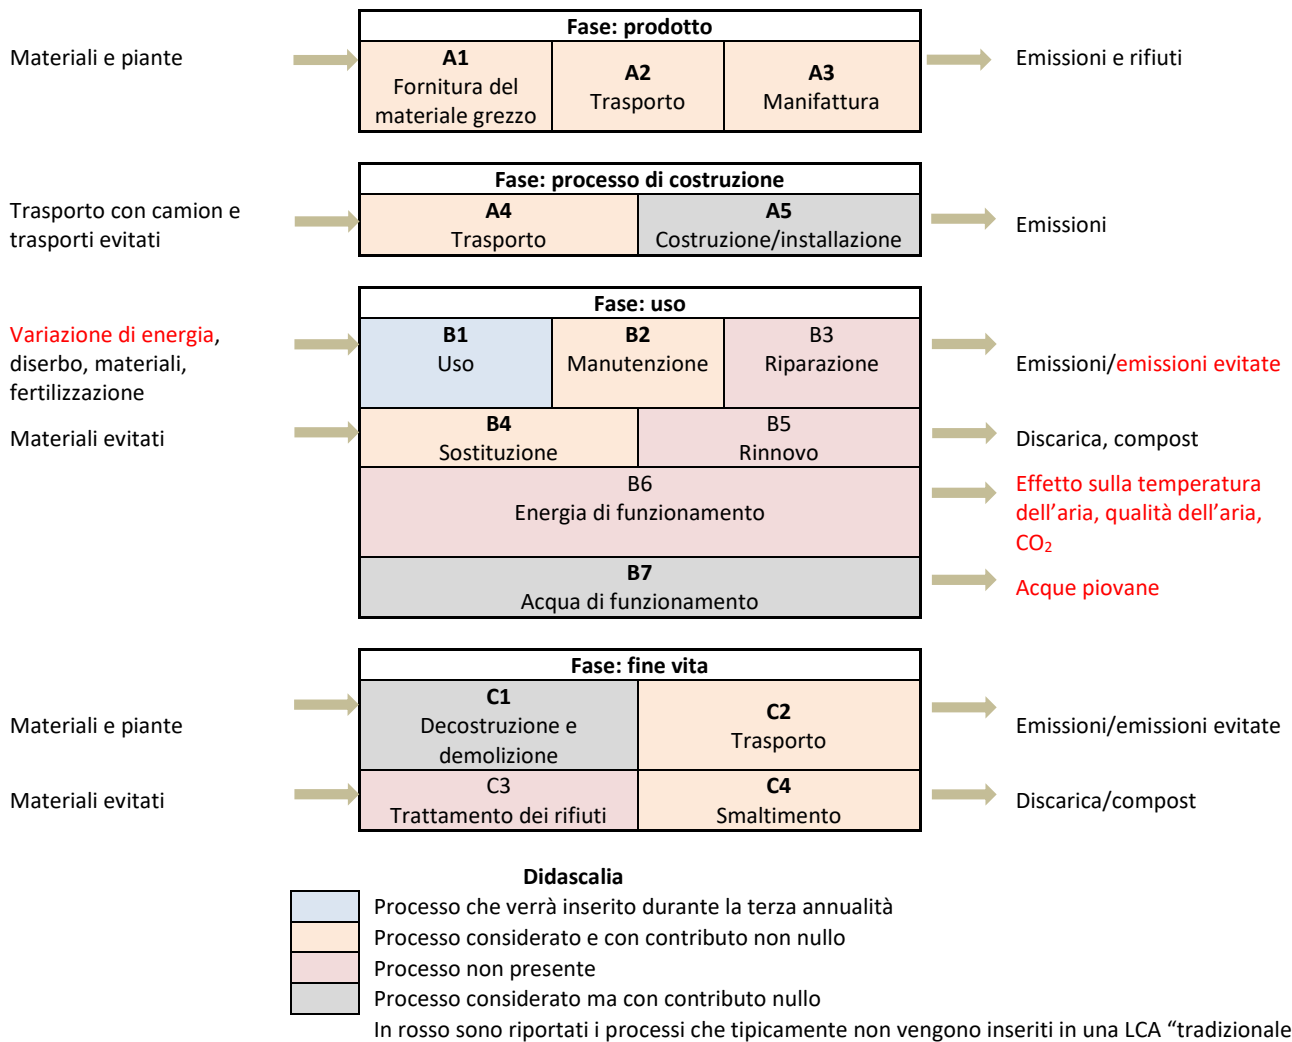 Fase: prodotto
Materiali e piante
A1
Fornitura del
materiale grezzo
A2
Trasporto
A3
Manifattura
Emissioni e rifiuti
Fase: processo di costruzione
Trasporto con camion e
trasporti evitati
A4
Trasporto
A5
Costruzione/installazione
Emissioni
Fase: uso
Variazione di energia,
diserbo, materiali,
fertilizzazione
B1
Uso
B2
Manutenzione
B3
Riparazione
Emissioni/emissioni evitate
Materiali evitati
B4
Sostituzione
B5
Rinnovo
Discarica, compost
B6
Energia di funzionamento
Effetto sulla temperatura
dell’aria, qualità dell’aria,
CO₂
B7
Acqua di funzionamento
Acque piovane
Fase: fine vita
Materiali e piante
C1
Decostruzione e
demolizione
C2
Trasporto
Emissioni/emissioni evitate
Materiali evitati
C3
Trattamento dei rifiuti
C4
Smaltimento
Discarica/compost
Didascalia
Processo che verrà inserito durante la terza annualità
Processo considerato e con contributo non nullo
Processo non presente
Processo considerato ma con contributo nullo
In rosso sono riportati i processi che tipicamente non vengono inseriti in una LCA “tradizionale